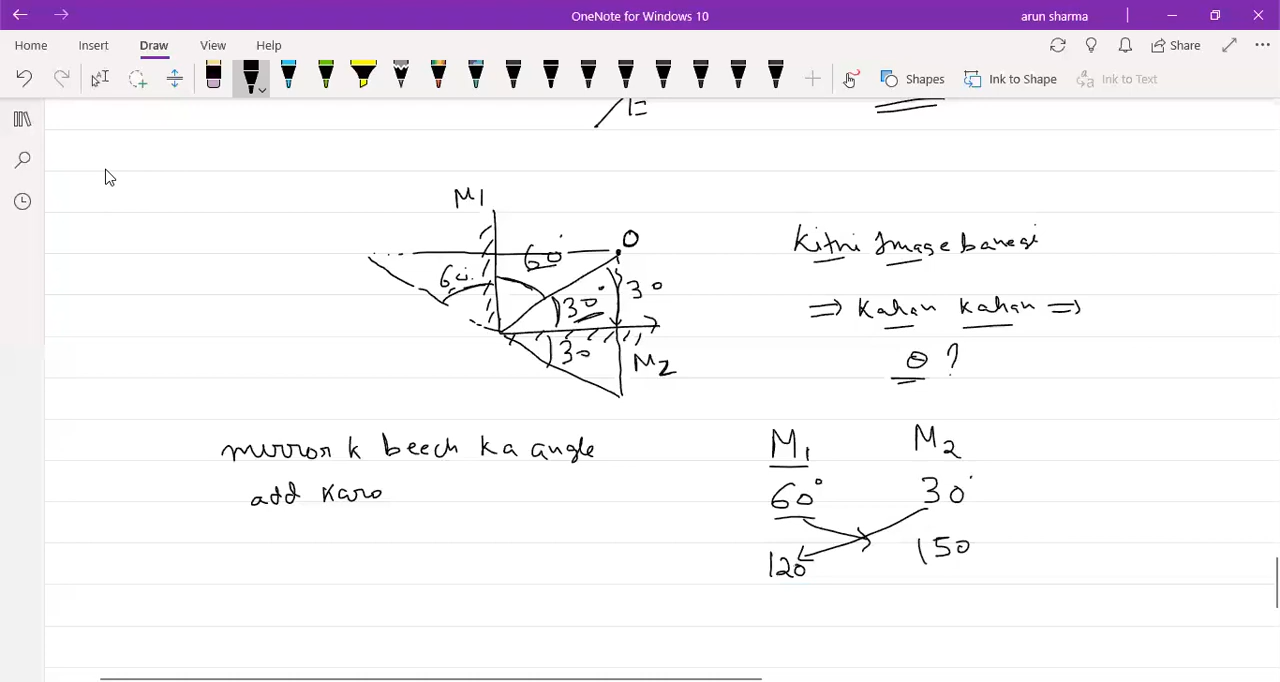 OneNote for Windows 10
arun sharma
Home Insert Draw View Help
Share
Shapes Ink to Shape Ink to Text
M1
O
60°
60°
30°
30
30
M2
Kitni Image banegi
⇒ Kahan Kahan ⇒
θ ?
mirror k beech ka angle
add karo
M1 M2
60° 30°
120 150